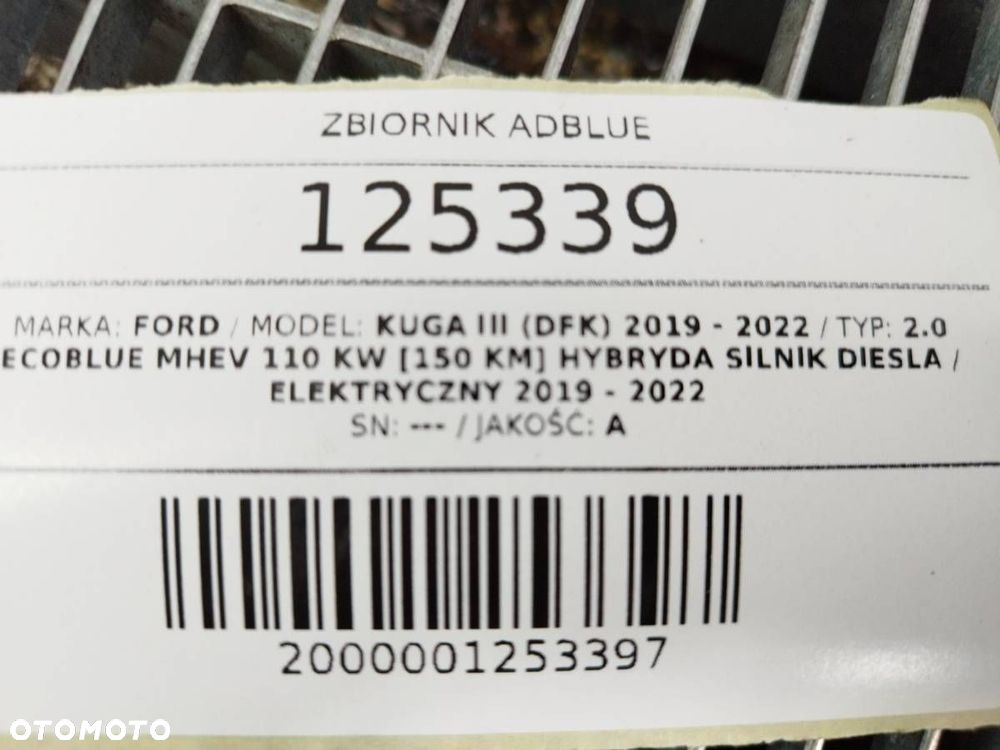 ZBIORNIK ADBLUE
125339
MARKA: FORD / MODEL: KUGA III (DFK) 2019 - 2022 / TYP: 2.0
ECOBLUE MHEV 110 KW [150 KM] HYBRYDA SILNIK DIESLA /
ELEKTRYCZNY 2019 - 2022
SN: --- / JAKOŚĆ: A
2000001253397
OTOMOTO